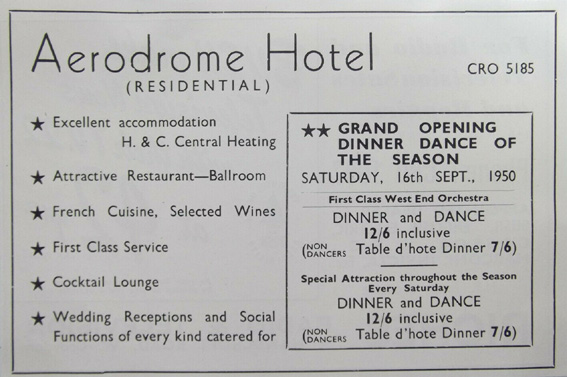 Aerodrome Hotel
(RESIDENTIAL)
CRO 5185
★ Excellent accommodation
H. & C. Central Heating
★ Attractive Restaurant—Ballroom
★ French Cuisine, Selected Wines
★ First Class Service
★ Cocktail Lounge
★ Wedding Receptions and Social
Functions of every kind catered for
★★ GRAND OPENING
DINNER DANCE OF
THE SEASON
SATURDAY, 16th SEPT., 1950
First Class West End Orchestra
DINNER and DANCE
12/6 inclusive
(NON DANCERS Table d'hote Dinner 7/6)
Special Attraction throughout the Season
Every Saturday
DINNER and DANCE
12/6 inclusive
(NON DANCERS Table d'hote Dinner 7/6)